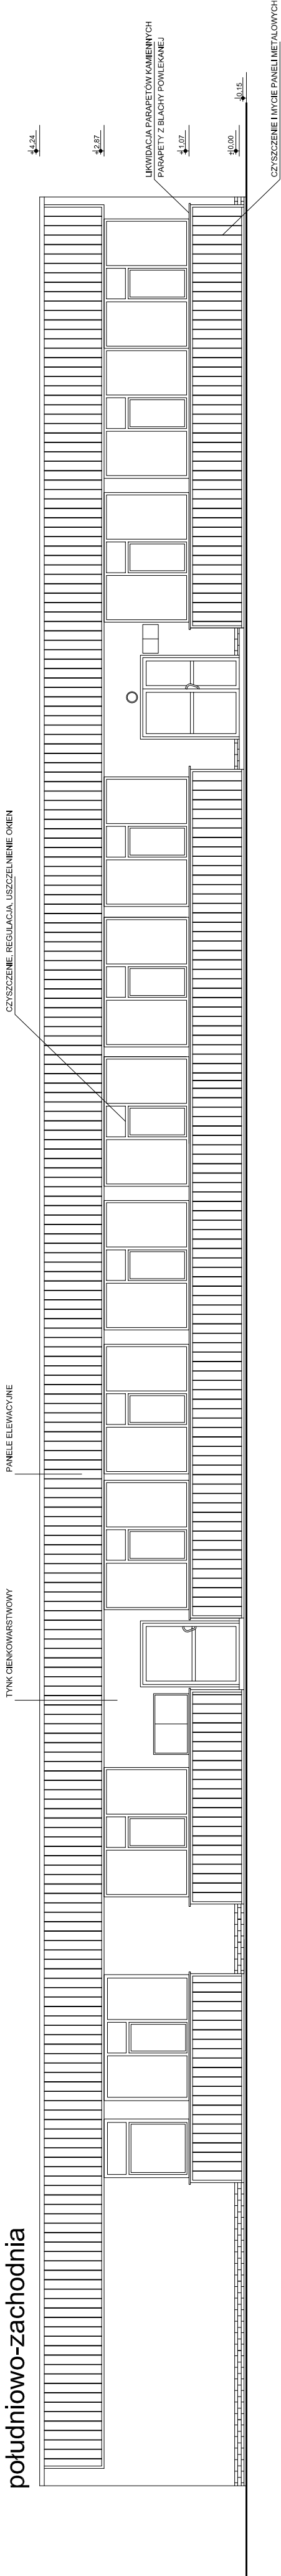 południowo-zachodnia
TYNK CIENKOWARSTWOWY
PANELE ELEWACYJNE
CZYSZCZENIE, REGULACJA, USZCZELNIENIE OKIEN
LIKWIDACJA PARAPETÓW KAMIENNYCH
PARAPETY Z BLACHY POWLEKANEJ
+4.24
+2.87
+1.07
±0.00
-0.15
CZYSZCZENIE I MYCIE PANELI METALOWYCH